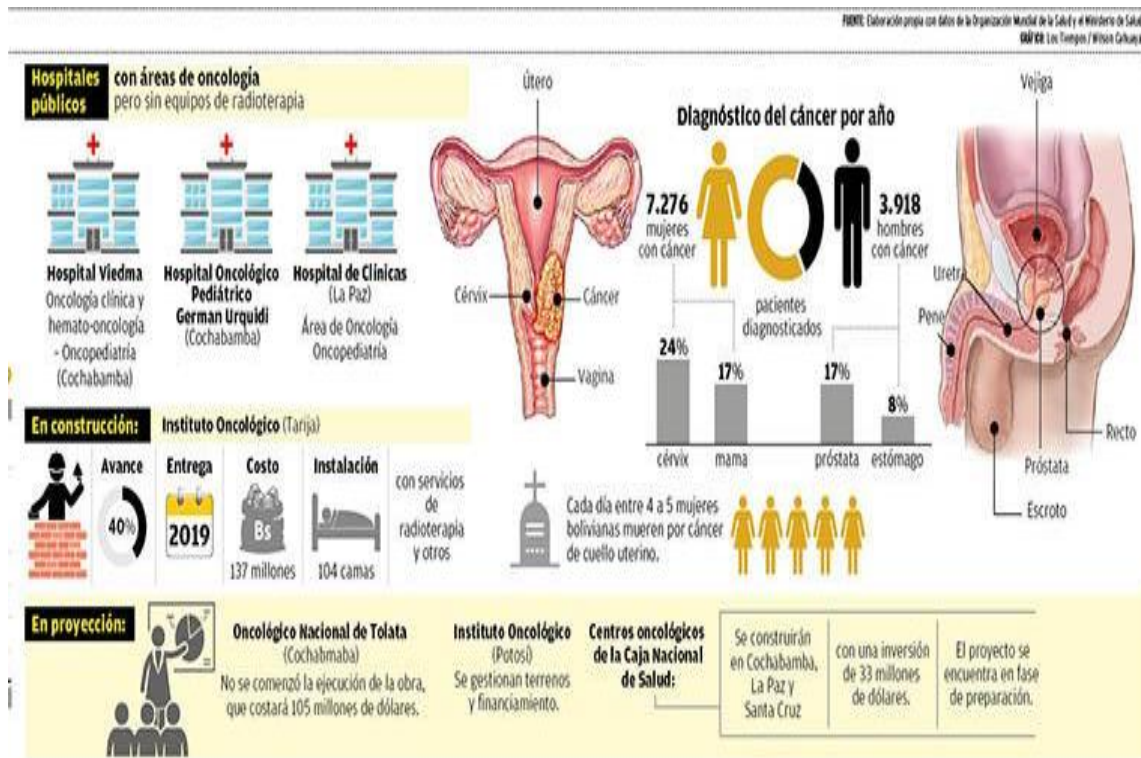 FUENTE: Elaboración propia con datos de la Organización Mundial de la Salud y el Ministerio de Salud
GRÁFICO: Los Tiempos / Wilson Cahuaya
Hospitales
públicos
con áreas de oncología
pero sin equipos de radioterapia
Hospital Viedma
Oncología clínica y
hemato-oncología
- Oncopediatría
(Cochabamba)
Hospital Oncológico
Pediátrico
German Urquidi
(Cochabamba)
Hospital de Clínicas
(La Paz)
Área de Oncología
Oncopediatría
útero
Cérvix
Cáncer
Vagina
Diagnóstico del cáncer por año
7.276
mujeres
con cáncer
3.918
hombres
con cáncer
pacientes
diagnosticados
24%
17%
17%
8%
cérvix
mama
próstata
estómago
Vejiga
Uretra
Pene
Recto
Próstata
Escroto
En construcción:
Instituto Oncológico (Tarija)
Avance
40%
Entrega
2019
Costo
Bs
137 millones
Instalación
104 camas
con servicios
de
radioterapia
y otros
Cada día entre 4 a 5 mujeres
bolivianas mueren por cáncer
de cuello uterino.
En proyección:
Oncológico Nacional de Tolata
(Cochabmaba)
No se comenzó la ejecución de la obra,
que costará 105 millones de dólares.
Instituto Oncológico
(Potosí)
Se gestionan terrenos
y financiamiento.
Centros oncológicos
de la Caja Nacional
de Salud:
Se construirán
en Cochabamba,
La Paz y
Santa Cruz
con una inversión
de 33 millones
de dólares.
El proyecto se
encuentra en fase
de preparación.